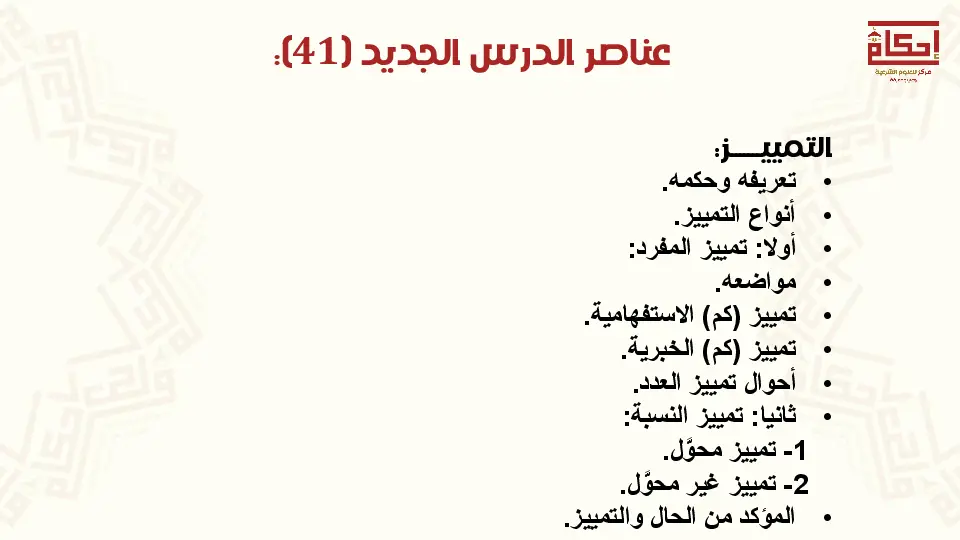 عناصر الدرس الجديد (41):
إحكام
مركز للعلوم الشرعية
التمييـــز:
• تعريفه وحكمه.
• أنواع التمييز.
• أولا: تمييز المفرد:
• مواضعه.
• تمييز (كم) الاستفهامية.
• تمييز (كم) الخبرية.
• أحوال تمييز العدد.
• ثانيا: تمييز النسبة:
1- تمييز محوَّل.
2- تمييز غير محوَّل.
• المؤكد من الحال والتمييز.